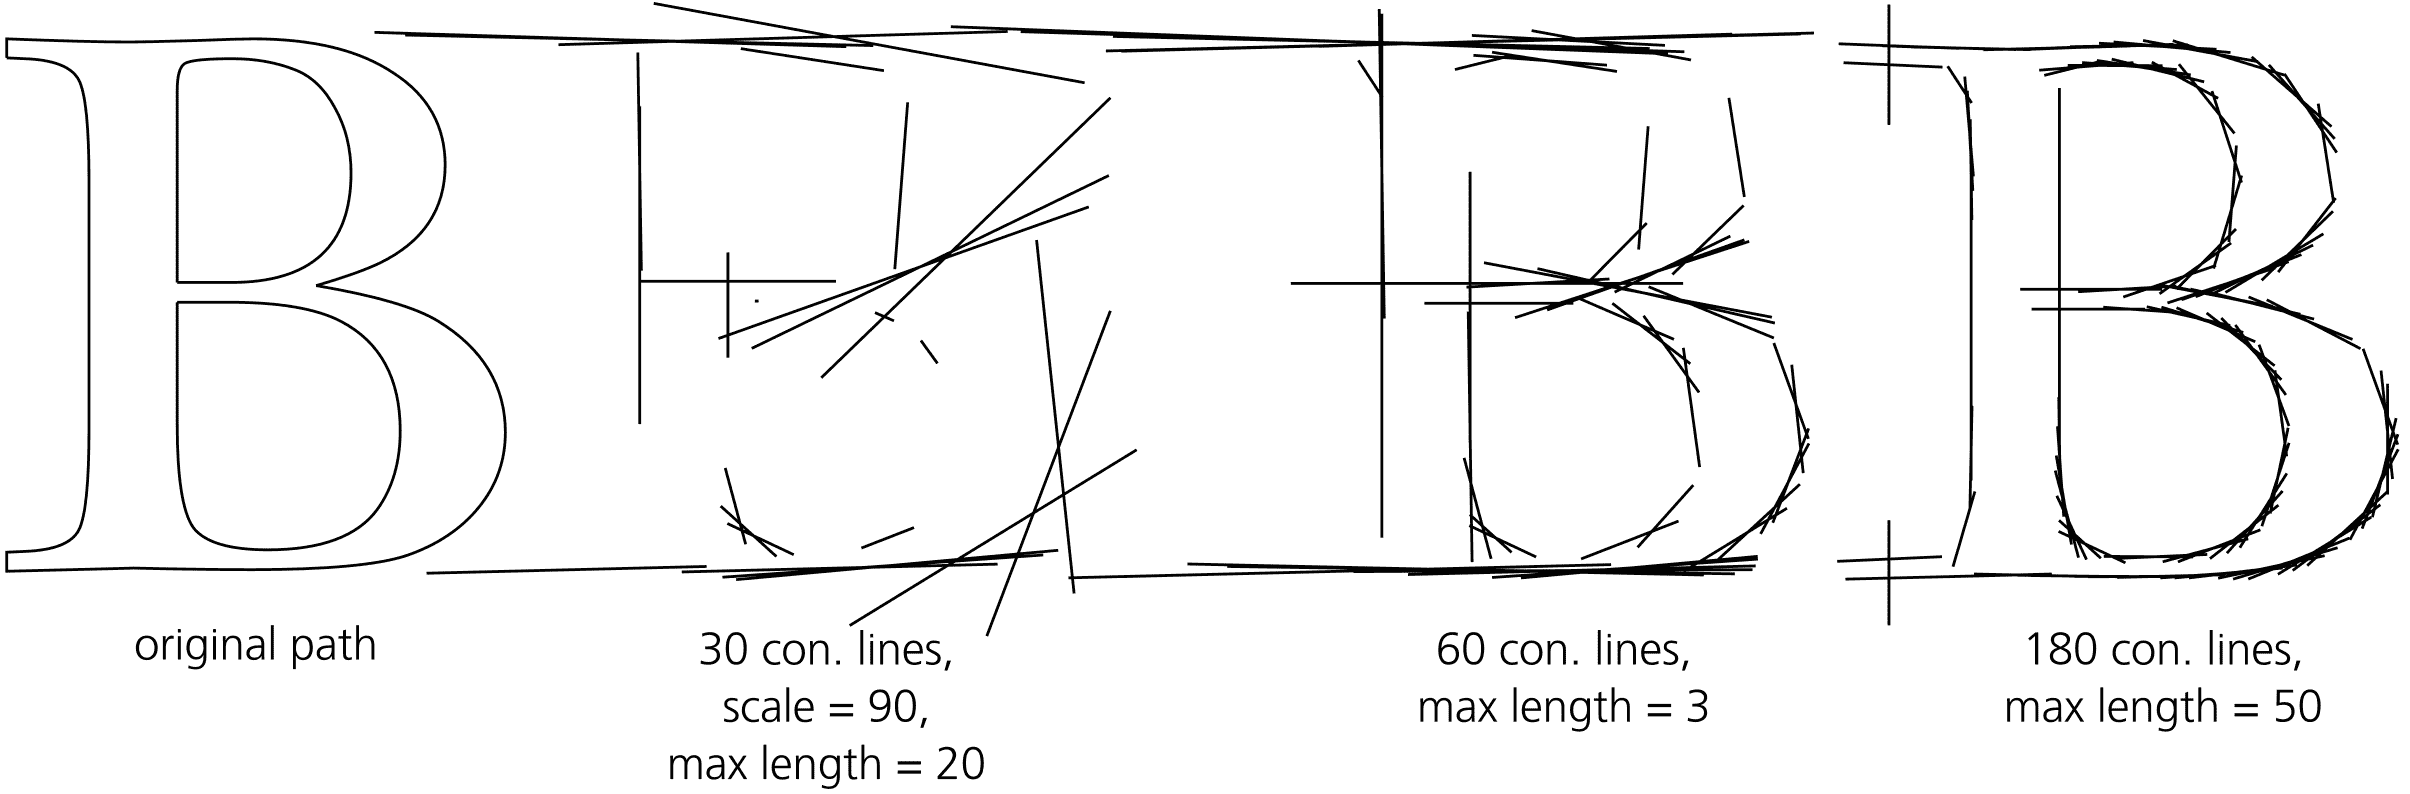 B
original path
30 con. lines,
scale = 90,
max length = 20
60 con. lines,
max length = 3
180 con. lines,
max length = 50